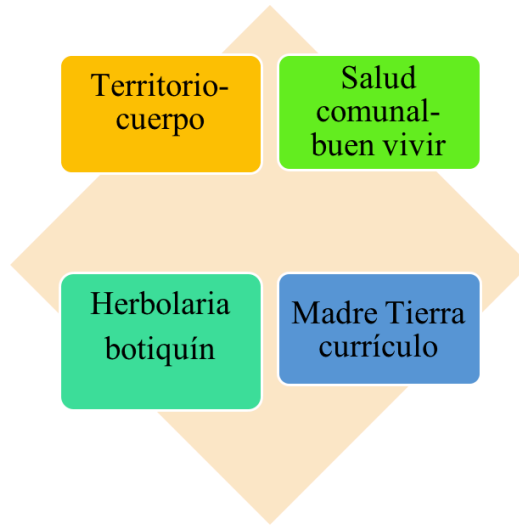 Territorio-
cuerpo
Salud
comunal-
buen vivir
Herbolaria
botiquín
Madre Tierra
currículo